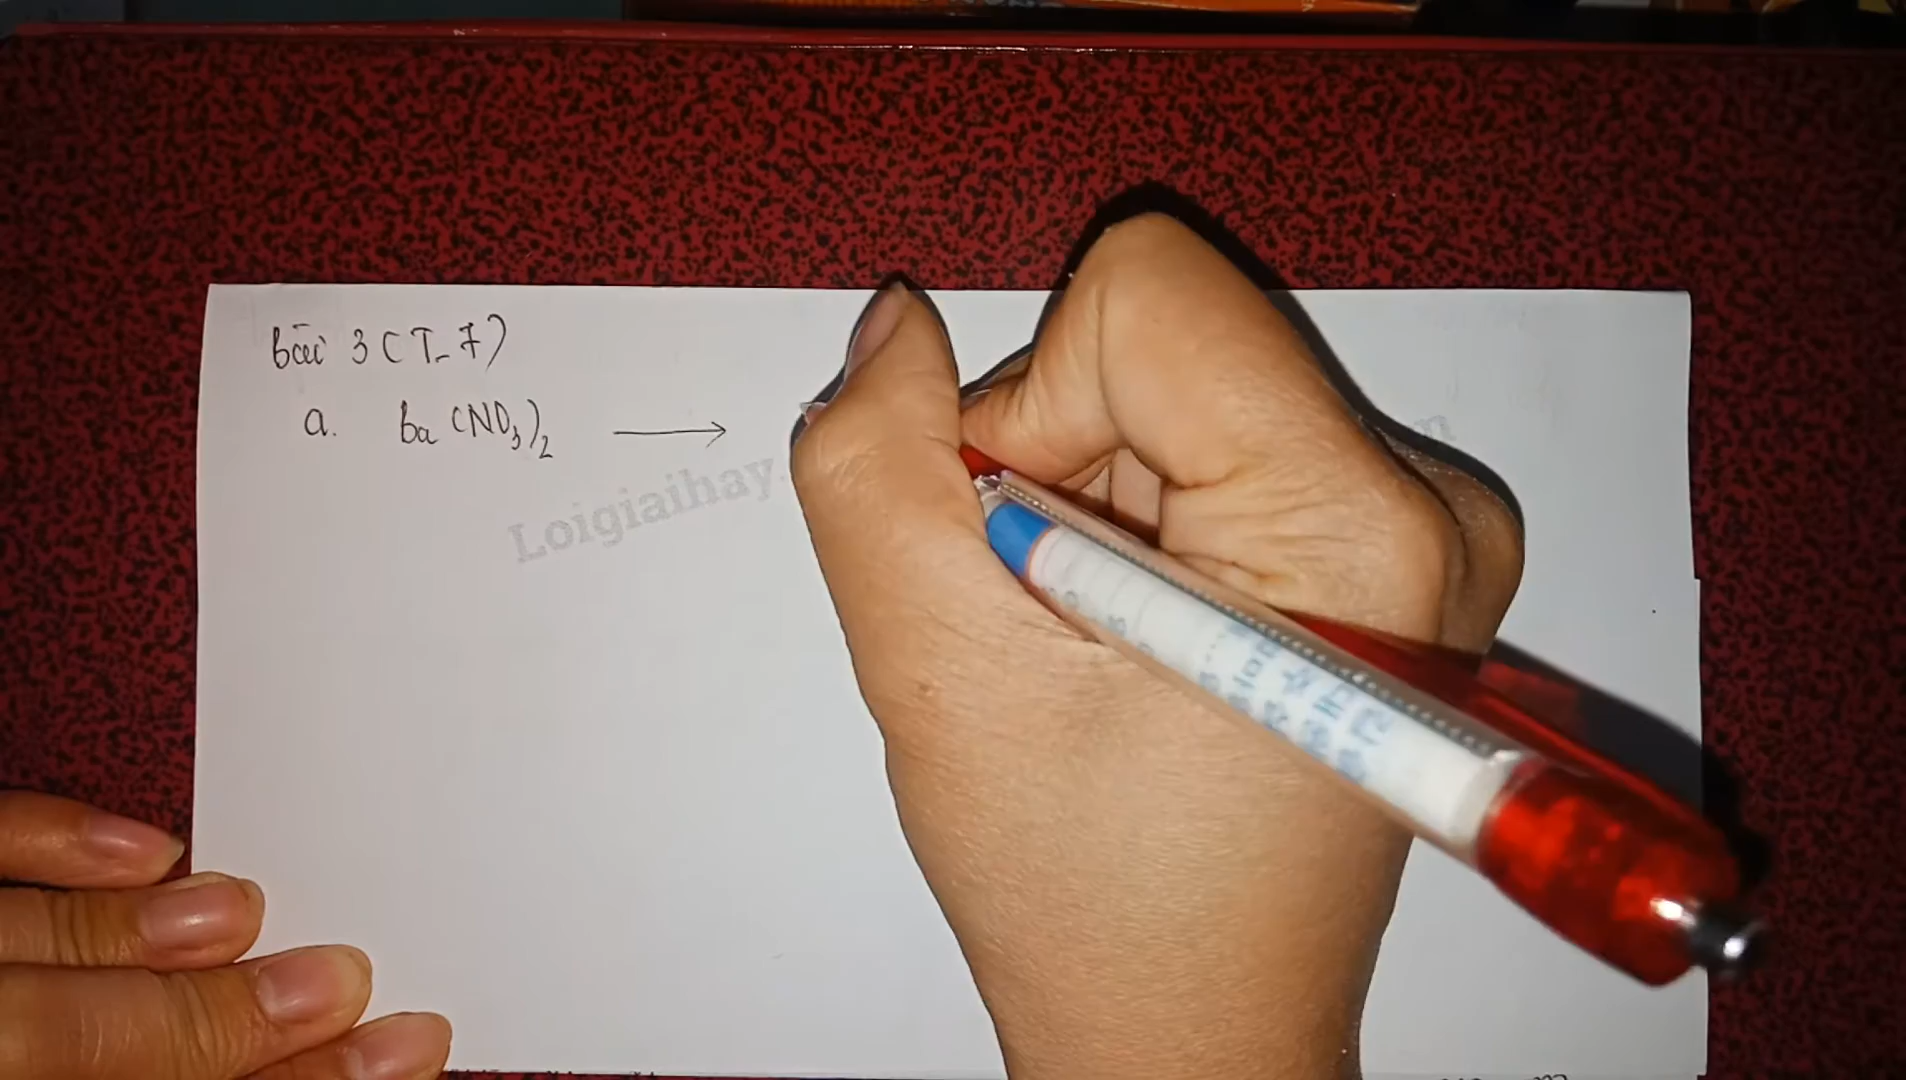 bài 3 (T-7)
a. Ba(NO3)2 →
Loigiaihay.
n